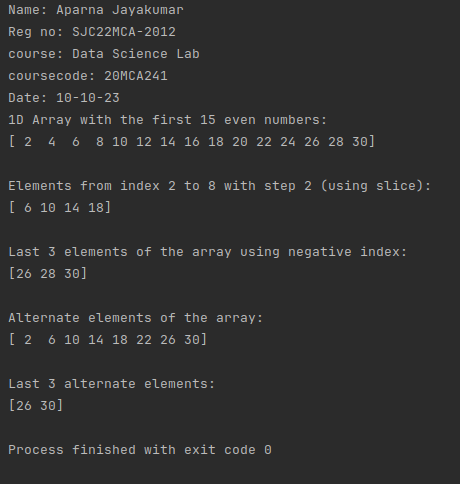 Name: Aparna Jayakumar
Reg no: SJC22MCA-2012
course: Data Science Lab
coursecode: 20MCA241
Date: 10-10-23
1D Array with the first 15 even numbers:
[ 2  4  6  8 10 12 14 16 18 20 22 24 26 28 30]
Elements from index 2 to 8 with step 2 (using slice):
[ 6 10 14 18]
Last 3 elements of the array using negative index:
[26 28 30]
Alternate elements of the array:
[ 2  6 10 14 18 22 26 30]
Last 3 alternate elements:
[26 30]
Process finished with exit code 0